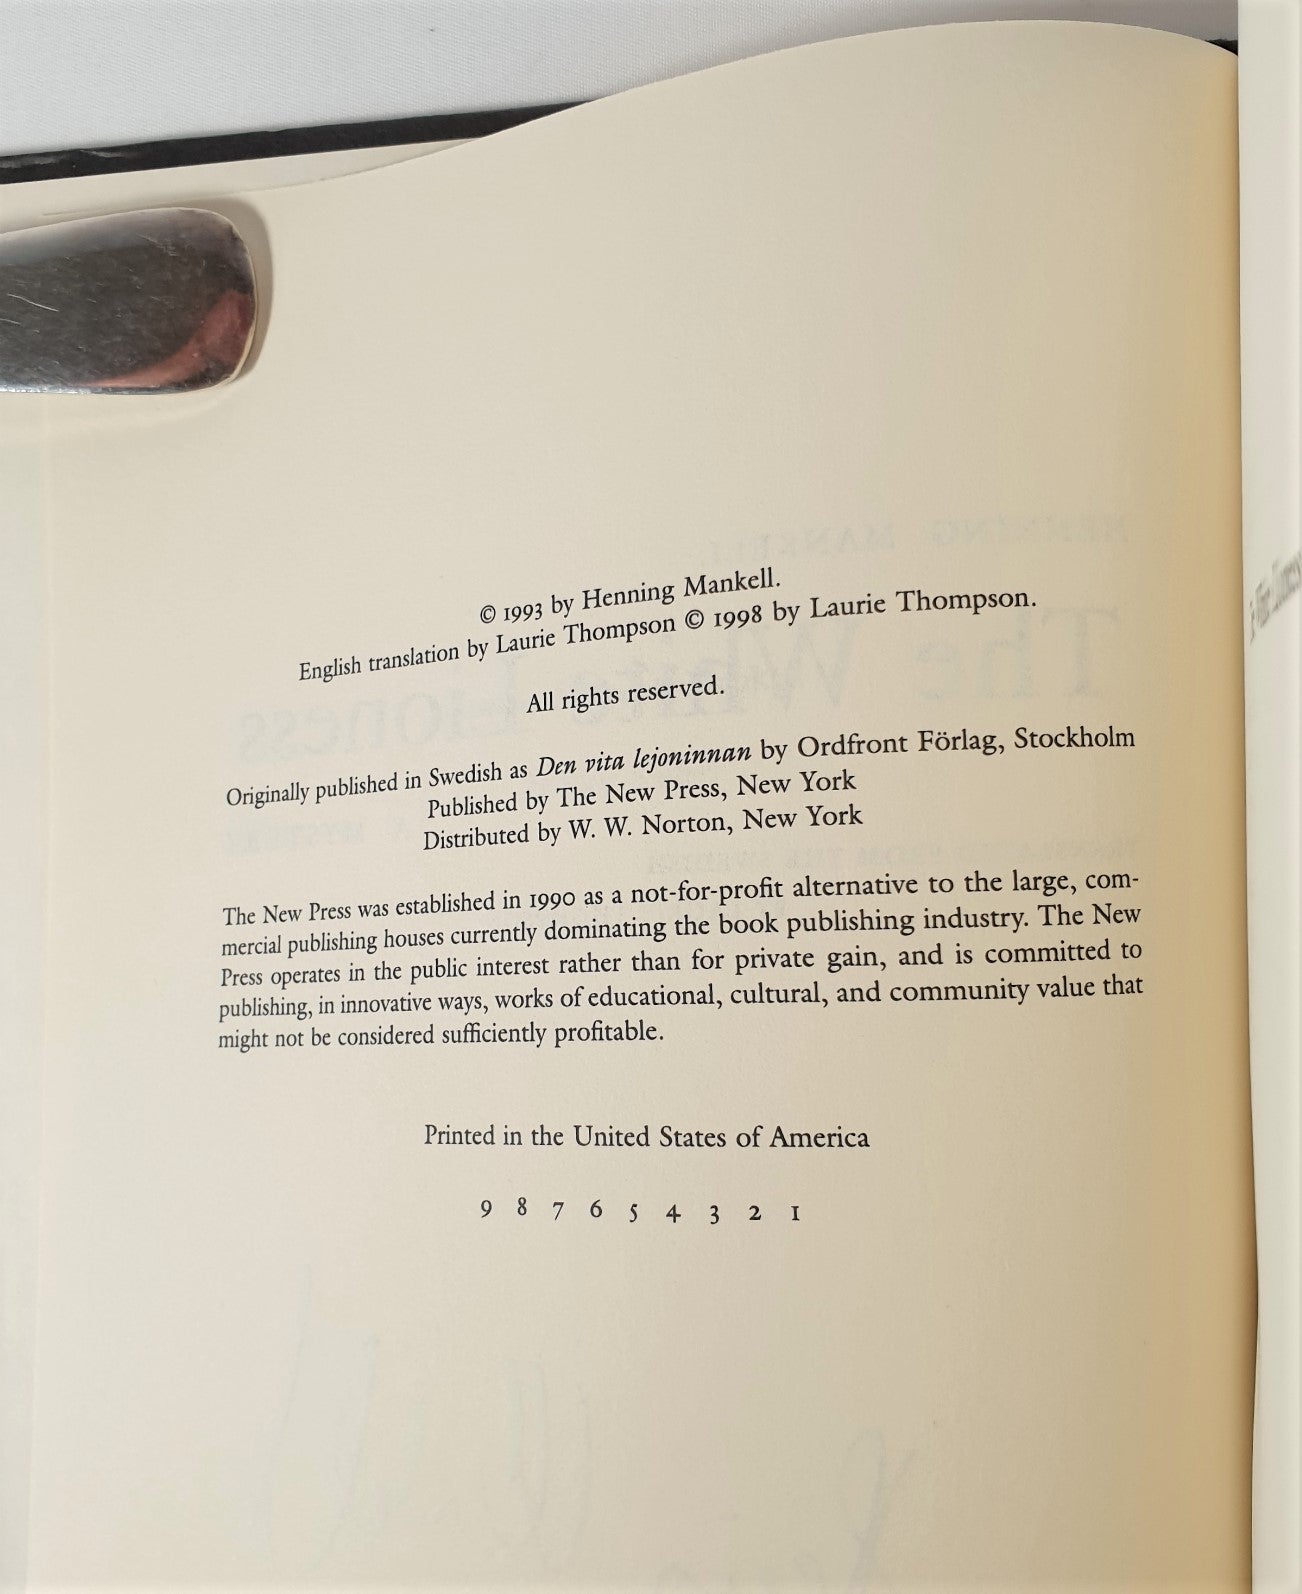 © 1993 by Henning Mankell.
English translation by Laurie Thompson © 1998 by Laurie Thompson.
All rights reserved.
Originally published in Swedish as Den vita lejoninnan by Ordfront Förlag, Stockholm
Published by The New Press, New York
Distributed by W. W. Norton, New York
The New Press was established in 1990 as a not-for-profit alternative to the large, com-
mercial publishing houses currently dominating the book publishing industry. The New
Press operates in the public interest rather than for private gain, and is committed to
publishing, in innovative ways, works of educational, cultural, and community value that
might not be considered sufficiently profitable.
Printed in the United States of America
9 8 7 6 5 4 3 2 1